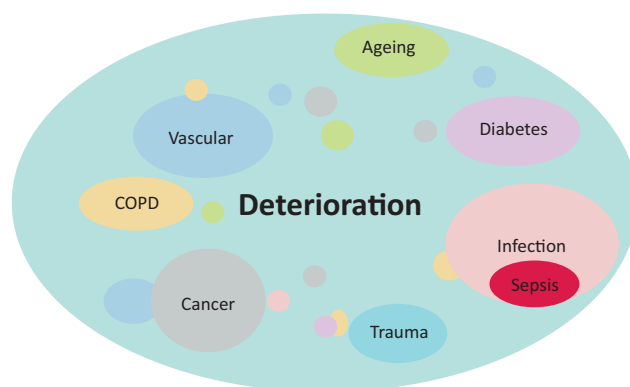 Ageing
Diabetes
Vascular
COPD
Deterioration
Infection
Sepsis
Cancer
Trauma